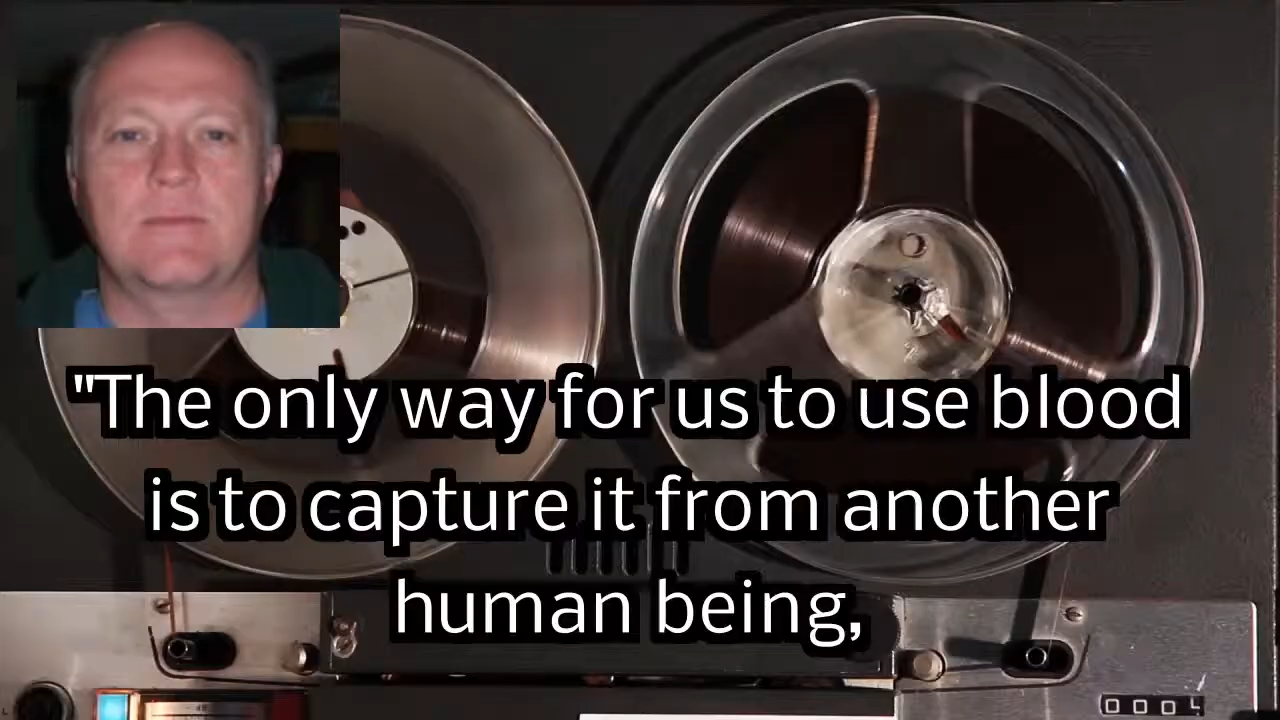 "The only way for us to use blood
is to capture it from another
human being,